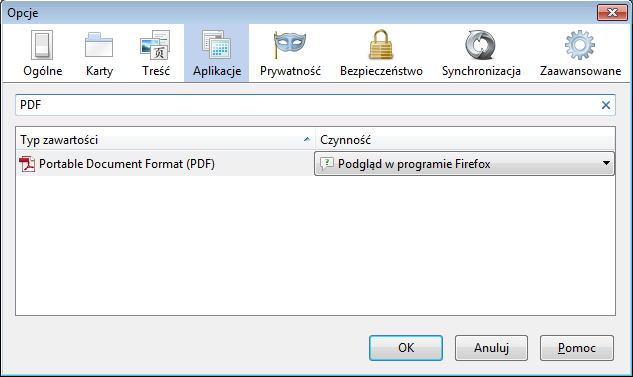 Opcje
Ogólne Karty Treść Aplikacje Prywatność Bezpieczeństwo Synchronizacja Zaawansowane
PDF
Typ zawartości Czynność
Portable Document Format (PDF) Podgląd w programie Firefox
OK Anuluj Pomoc